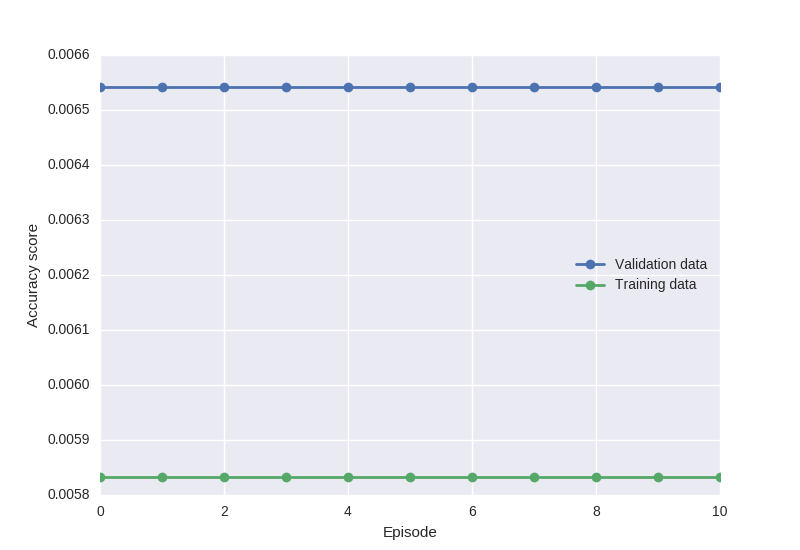 0.0066
0.0065
0.0064
0.0063
0.0062
0.0061
0.0060
0.0059
0.0058
Accuracy score
Validation data
Training data
0 2 4 6 8 10
Episode